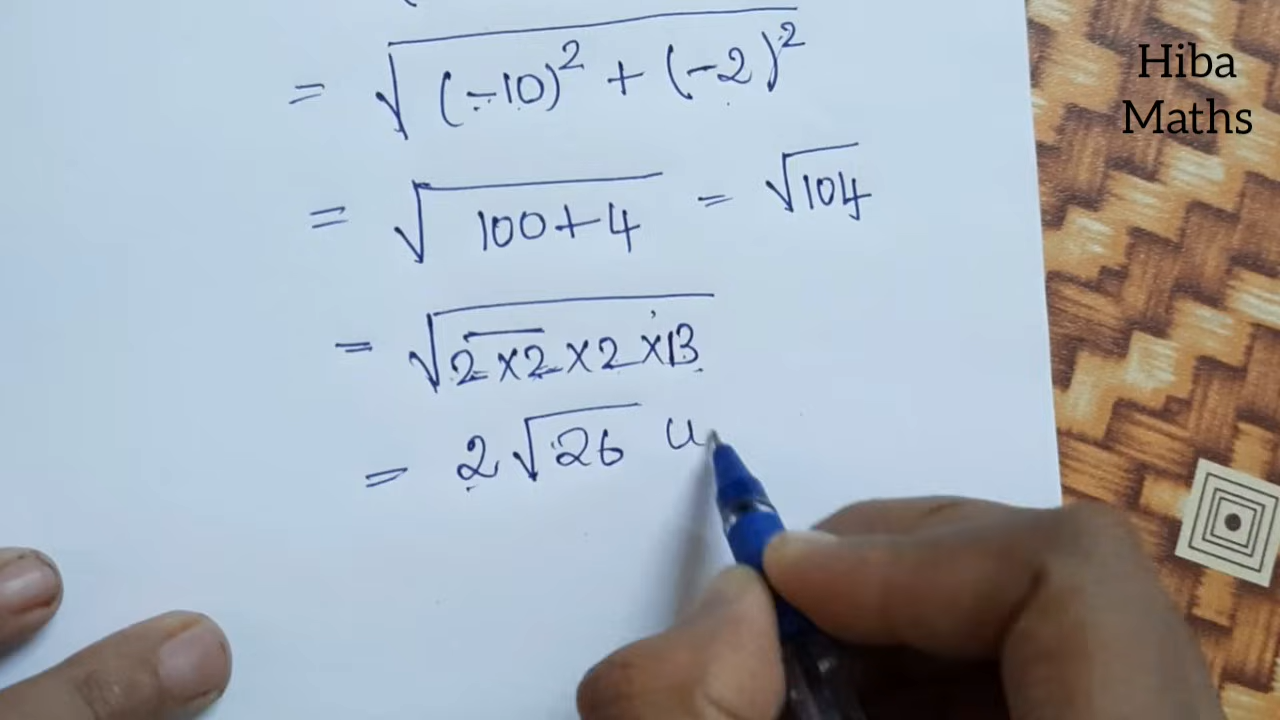 = √(-10)² + (-2)²
= √100+4 = √104
= √2×2×2×13
= 2√26 u
Hiba
Maths